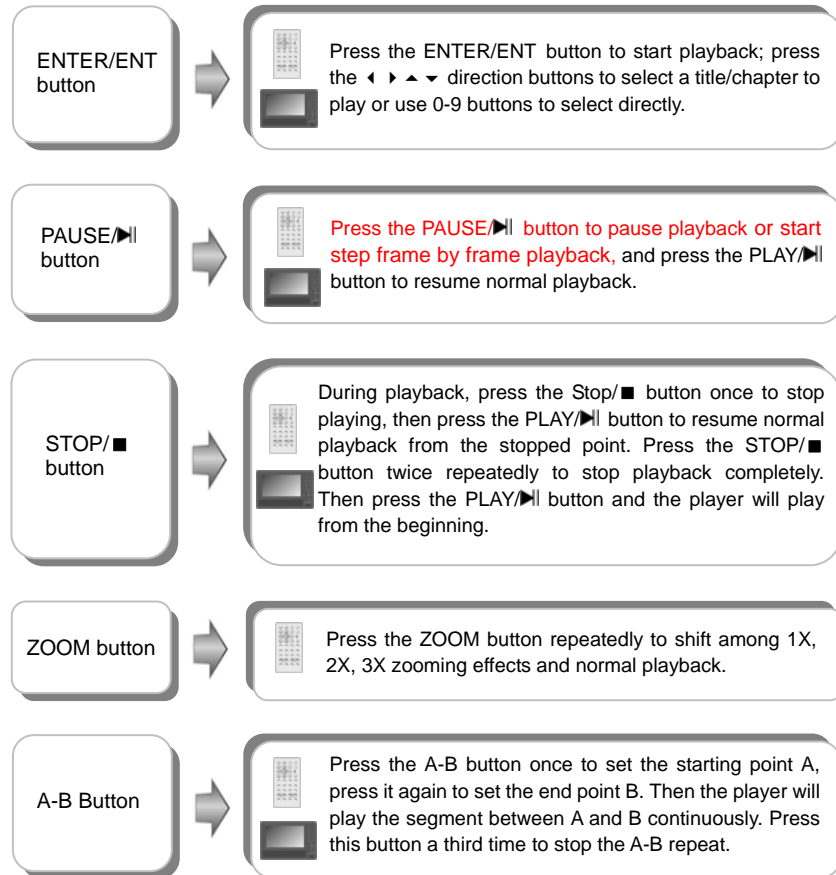 ENTER/ENT
button
Press the ENTER/ENT button to start playback; press
the ◀ ▶ ▲ ▼ direction buttons to select a title/chapter to
play or use 0-9 buttons to select directly.
PAUSE/▶||
button
Press the PAUSE/▶|| button to pause playback or start
step frame by frame playback, and press the PLAY/▶||
button to resume normal playback.
STOP/■
button
During playback, press the Stop/■ button once to stop
playing, then press the PLAY/▶|| button to resume normal
playback from the stopped point. Press the STOP/■
button twice repeatedly to stop playback completely.
Then press the PLAY/▶|| button and the player will play
from the beginning.
ZOOM button
Press the ZOOM button repeatedly to shift among 1X,
2X, 3X zooming effects and normal playback.
A-B Button
Press the A-B button once to set the starting point A,
press it again to set the end point B. Then the player will
play the segment between A and B continuously. Press
this button a third time to stop the A-B repeat.